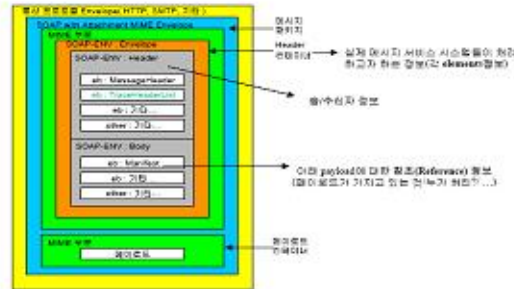 통신 프로토콜 Envelope( HTTP, SMTP, 기타 )
SOAP with Attachment MIME Envelope
MIME 부분
SOAP-ENV : Envelope
SOAP-ENV : Header
eb : MessageHeader
eb : TraceHeaderList
eb : 기타...
other : 기타...
SOAP-ENV : Body
eb : Manifest
eb : 기타
other : 기타...
MIME 부분
페이로드
메시지
패키지
Header
컨테이너
실제 메시지 서비스 시스템들이 처리
하고자 하는 정보(각 elements정보)
송/수신자 정보
아래 payload에 대한 참조(Reference) 정보
페이로드
컨테이너